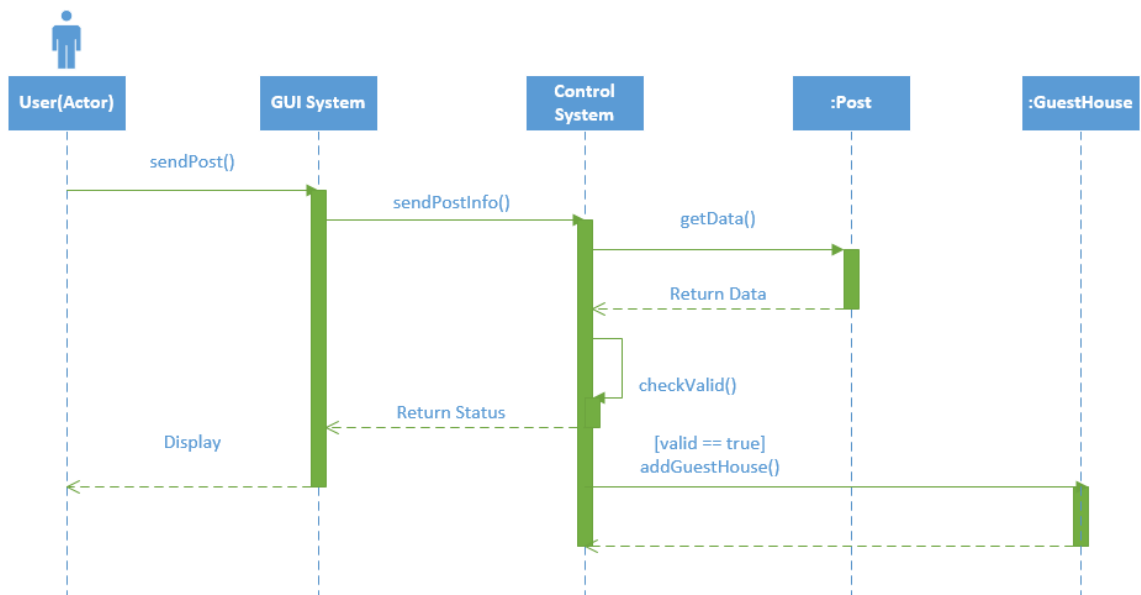 User(Actor)
GUI System
Control
System
:Post
:GuestHouse
sendPost()
sendPostInfo()
getData()
Return Data
checkValid()
Return Status
Display
[valid == true]
addGuestHouse()